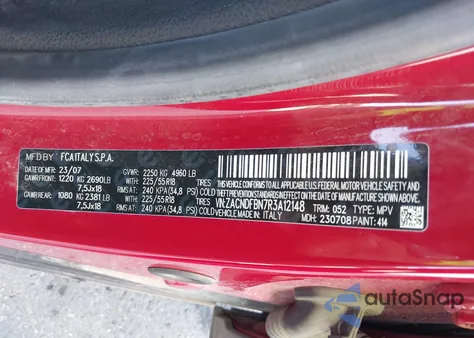 MFD BY FCA ITALY S.P.A.
DATE OF MFR: 23/07 GVWR: 2250 KG 4960 LB
GAWR FRONT: 1220 KG 2690LB WITH 225/55R18 TIRES
7,5Jx18 RIMS AT: 240 KPA(34,8 PSI) COLD
GAWR REAR: 1080 KG 2381 LB WITH 225/55R18 TIRES
7,5Jx18 RIMS AT: 240 KPA(34,8 PSI) COLD
THIS VEHICLE CONFORMS TO ALL APPLICABLE U.S.
FEDERAL MOTOR VEHICLE SAFETY, BUMPER AND THEFT PREVENTION
STANDARDS IN EFFECT ON THE DATE OF MANUFACTURE SHOWN ABOVE.
VIN:ZACNDFBN7R3A12148 TRIM: 052 TYPE: MPV
MADE IN: ITALY MDH: 230708 PAINT: 414
autoSnap